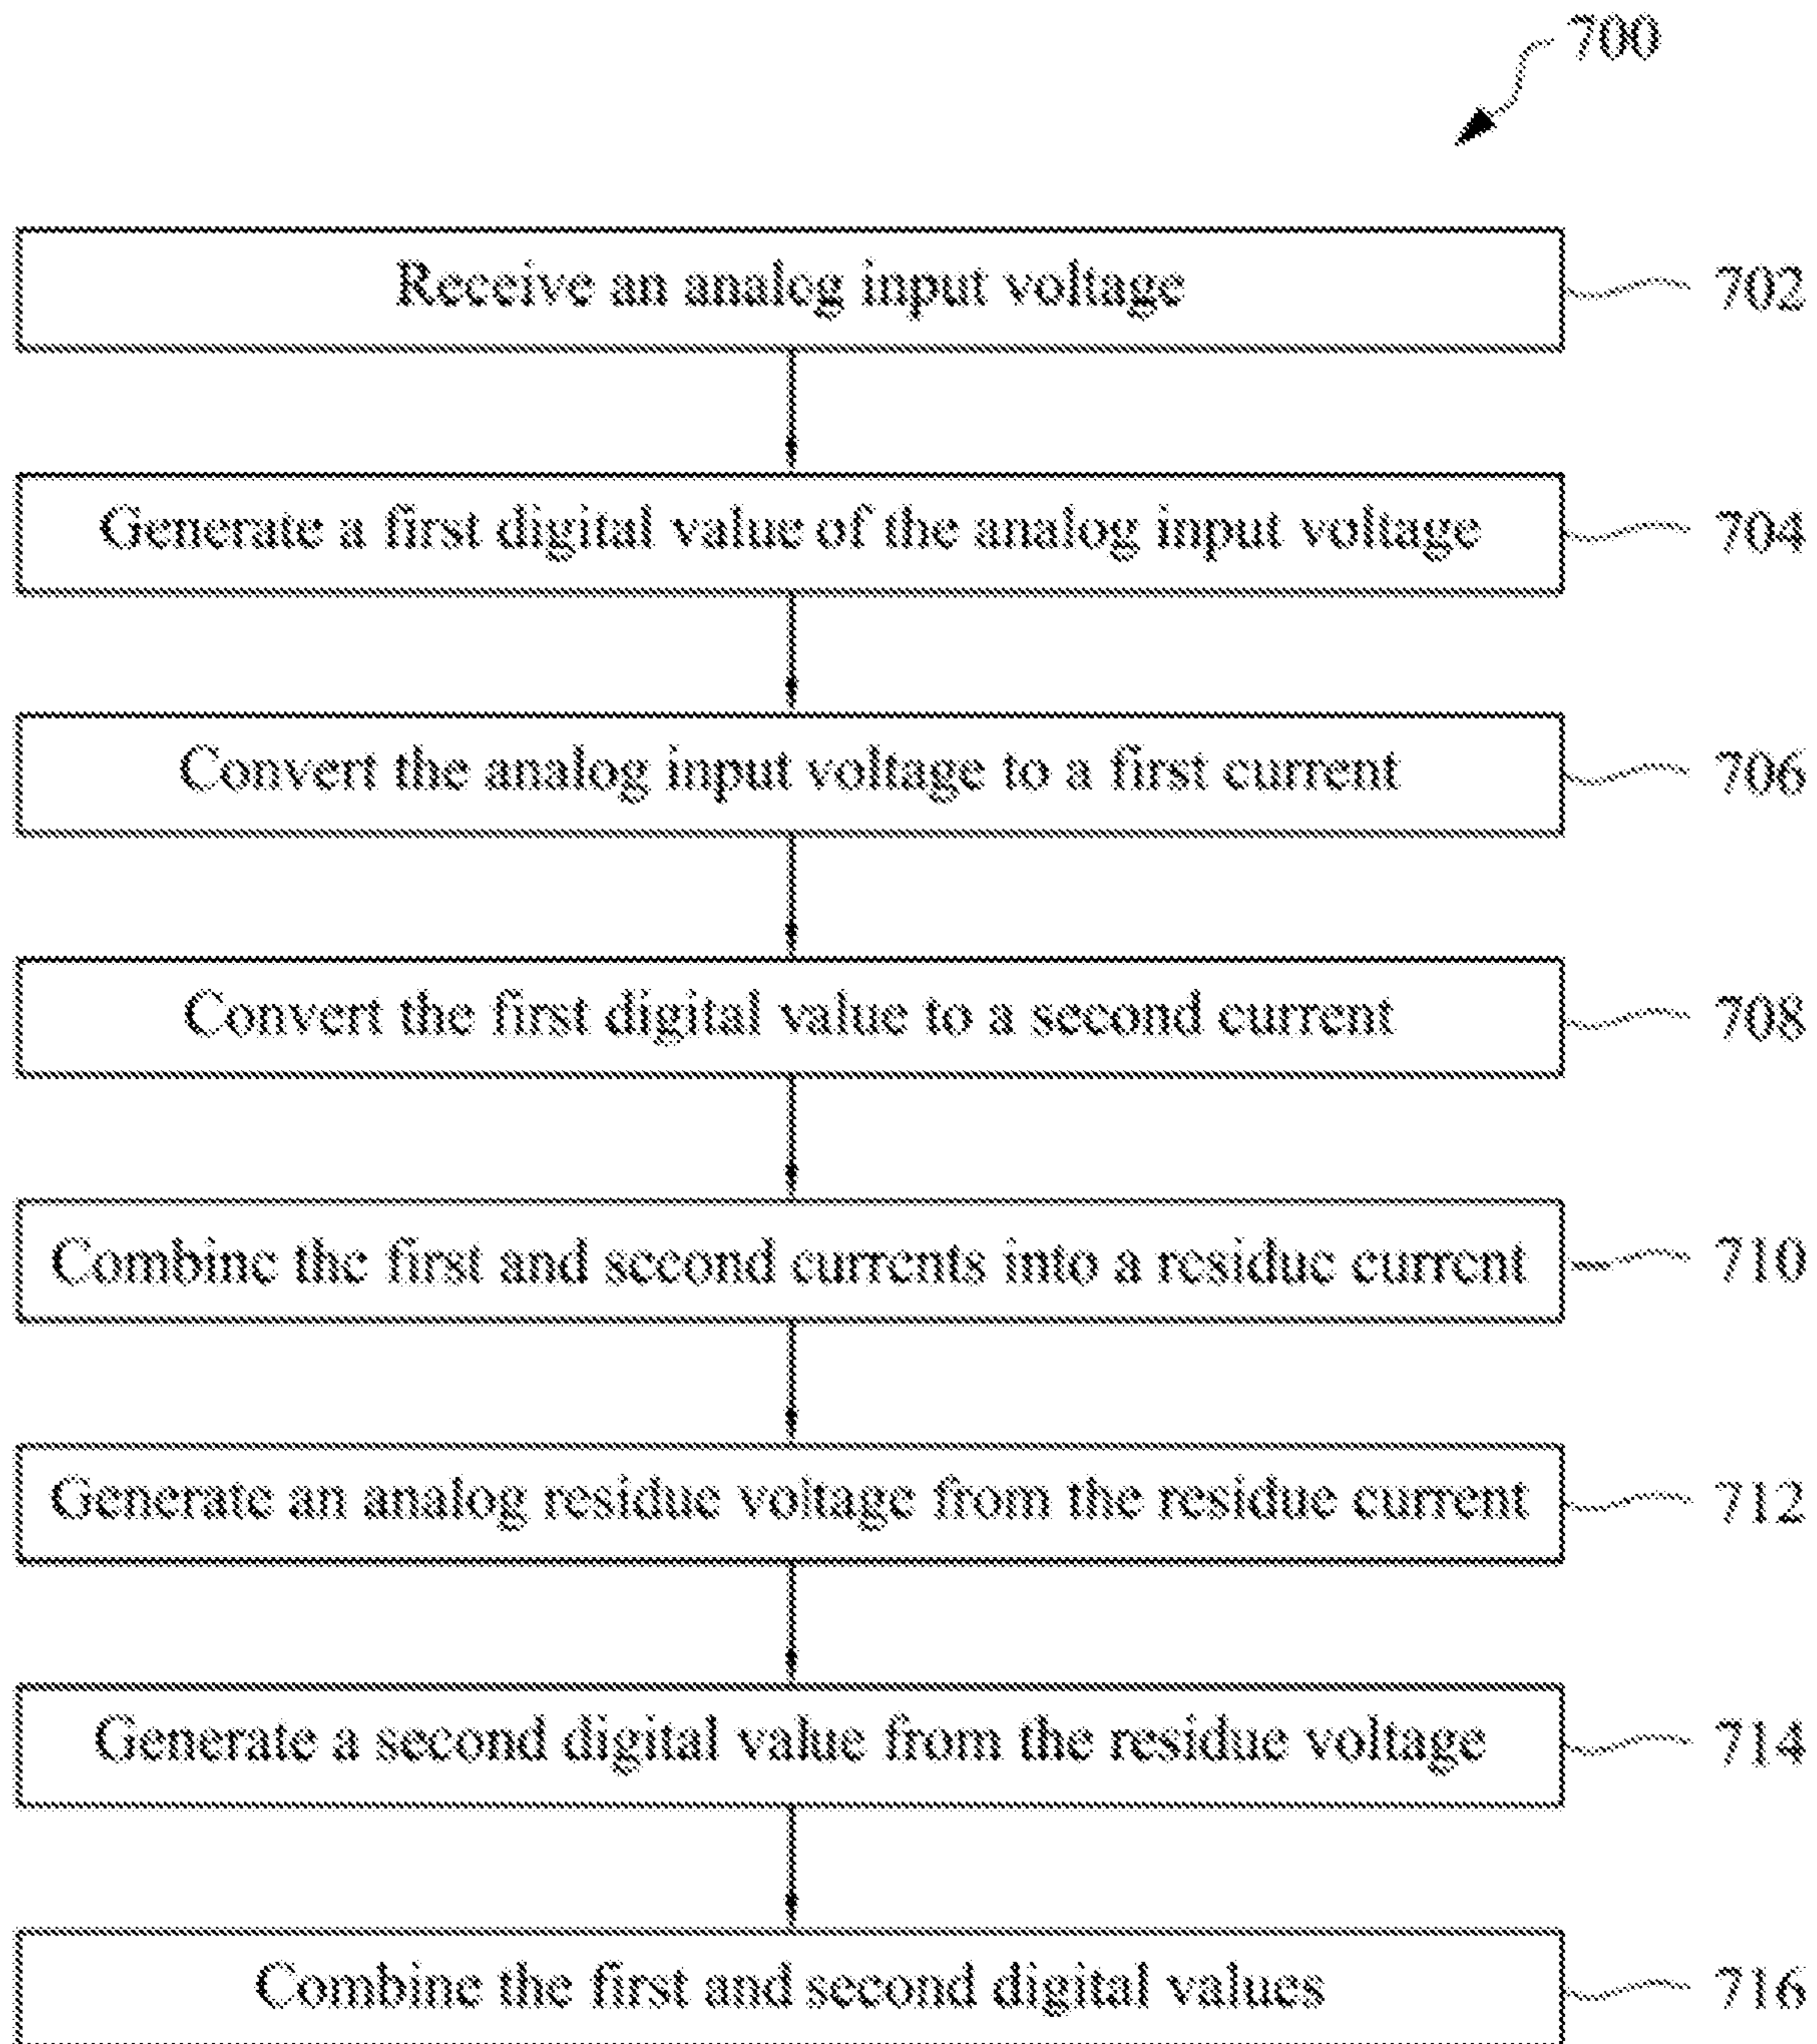 700
Receive an analog input voltage
702
Generate a first digital value of the analog input voltage
704
Convert the analog input voltage to a first current
706
Convert the first digital value to a second current
708
Combine the first and second currents into a residue current
710
Generate an analog residue voltage from the residue current
712
Generate a second digital value from the residue voltage
714
Combine the first and second digital values
716